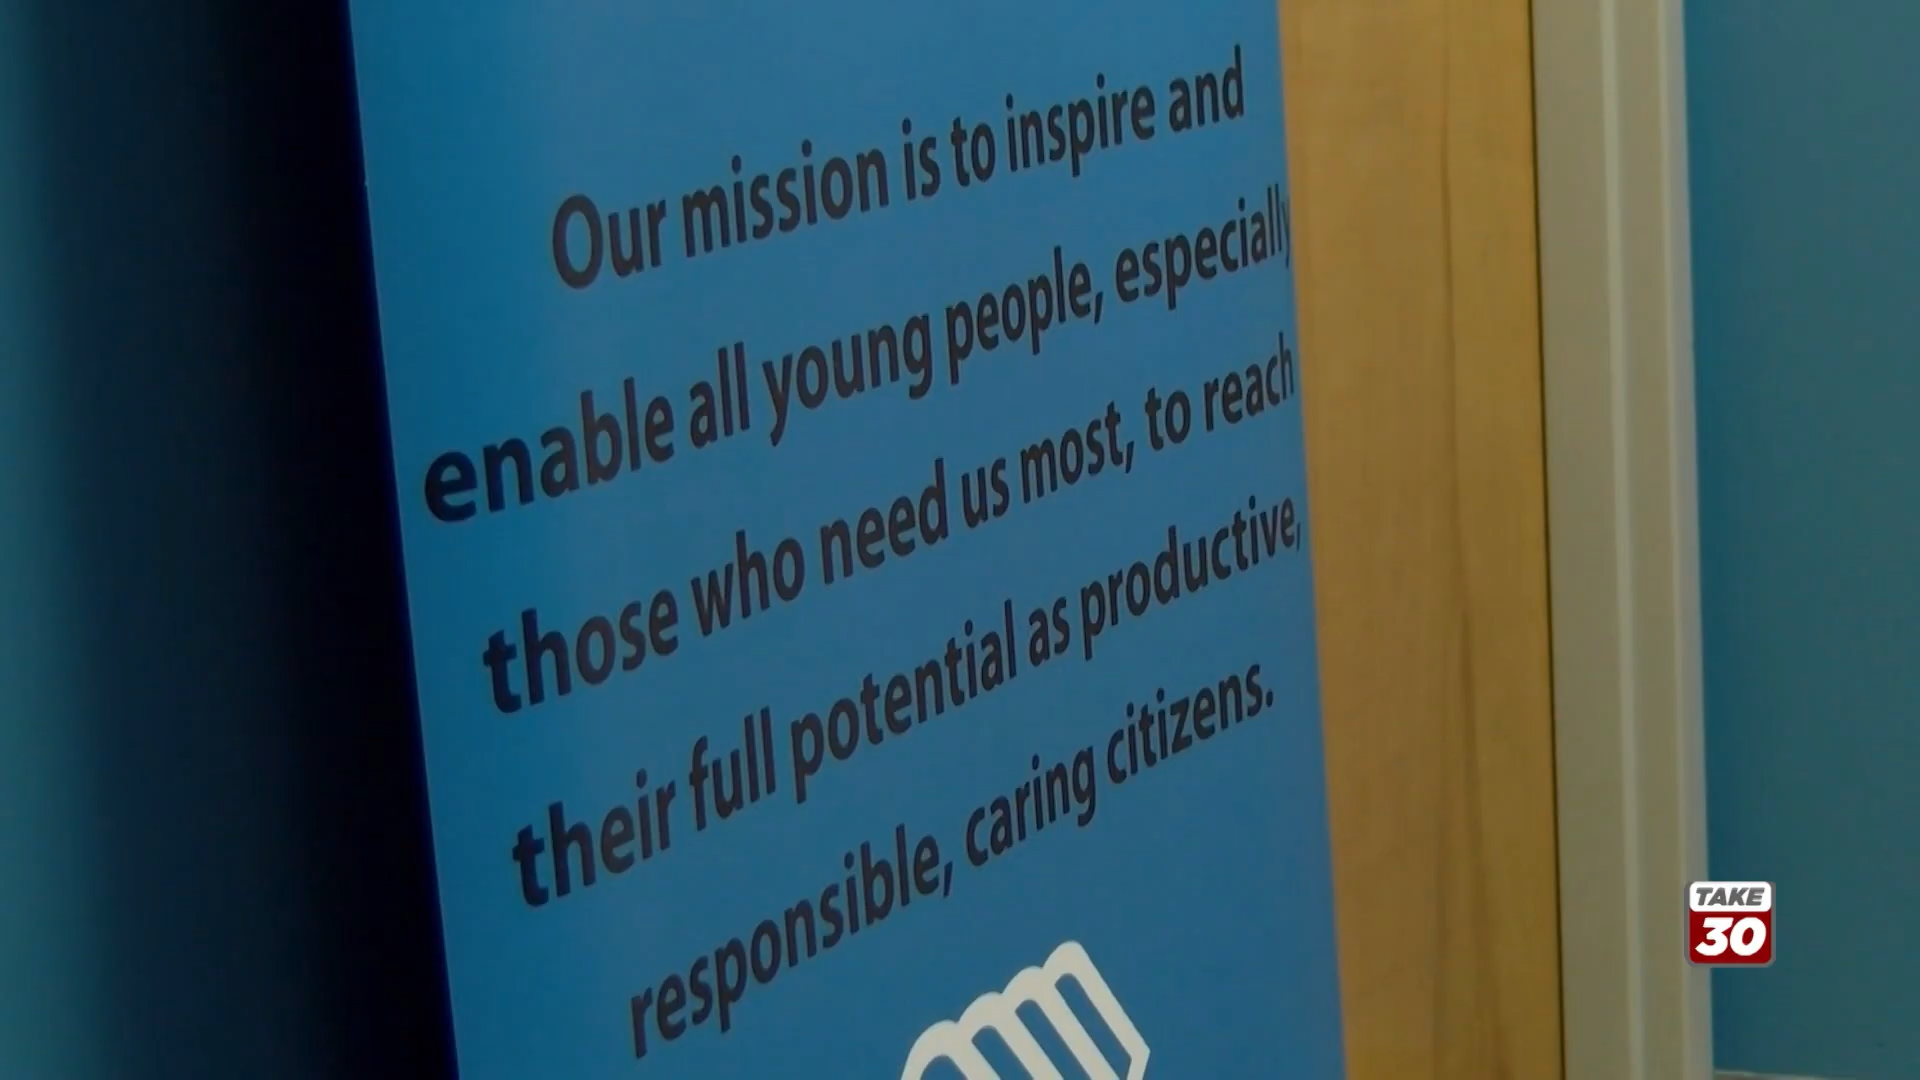 Our mission is to inspire and
enable all young people, especially
those who need us most, to reach
their full potential as productive,
responsible, caring citizens.
TAKE
30